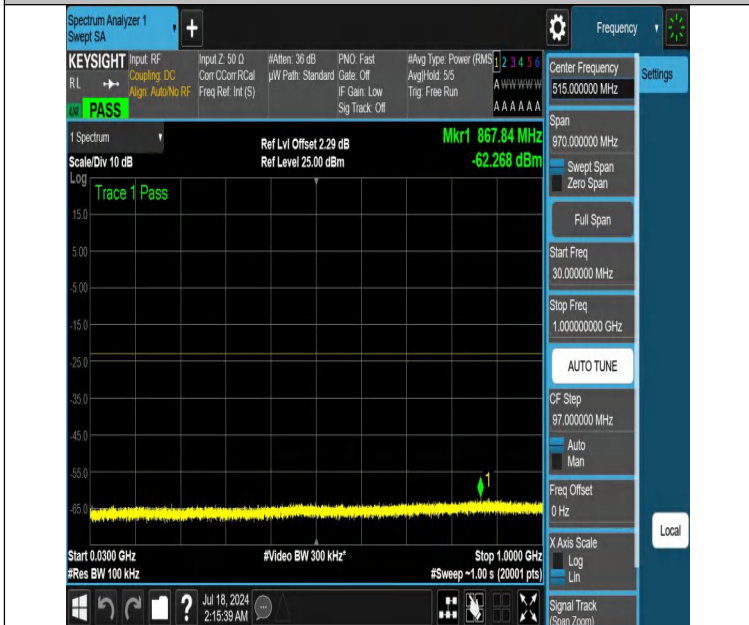 Spectrum Analyzer 1
Swept SA
Frequency
KEYSIGHT
RL
PASS
Input: RF
Coupling: DC
Align: Auto/No RF
Input Z: 50 Ω
Corr CCorr RCal
Freq Ref: Int (S)
#Atten: 36 dB
µW Path: Standard
PNO: Fast
Gate: Off
IF Gain: Low
Sig Track: Off
#Avg Type: Power (RMS
Avg|Hold: 5/5
Trig: Free Run
1 2 3 4 5 6
A W W W W W
A A A A A A
1 Spectrum
Scale/Div 10 dB
Log
Ref Lvl Offset 2.29 dB
Ref Level 25.00 dBm
Mkr1 867.84 MHz
-62.268 dBm
Trace 1 Pass
15.0
5.00
-5.00
-15.0
-25.0
-35.0
-45.0
-55.0
-65.0
1
Start 0.0300 GHz
#Res BW 100 kHz
#Video BW 300 kHz*
Stop 1.0000 GHz
#Sweep ~1.00 s (20001 pts)
?
Jul 18, 2024
2:15:39 AM
Center Frequency
515.000000 MHz
Settings
Span
970.000000 MHz
Swept Span
Zero Span
Full Span
Start Freq
30.000000 MHz
Stop Freq
1.000000000 GHz
AUTO TUNE
CF Step
97.000000 MHz
Auto
Man
Freq Offset
0 Hz
Local
X Axis Scale
Log
Lin
Signal Track
(Span Zoom)